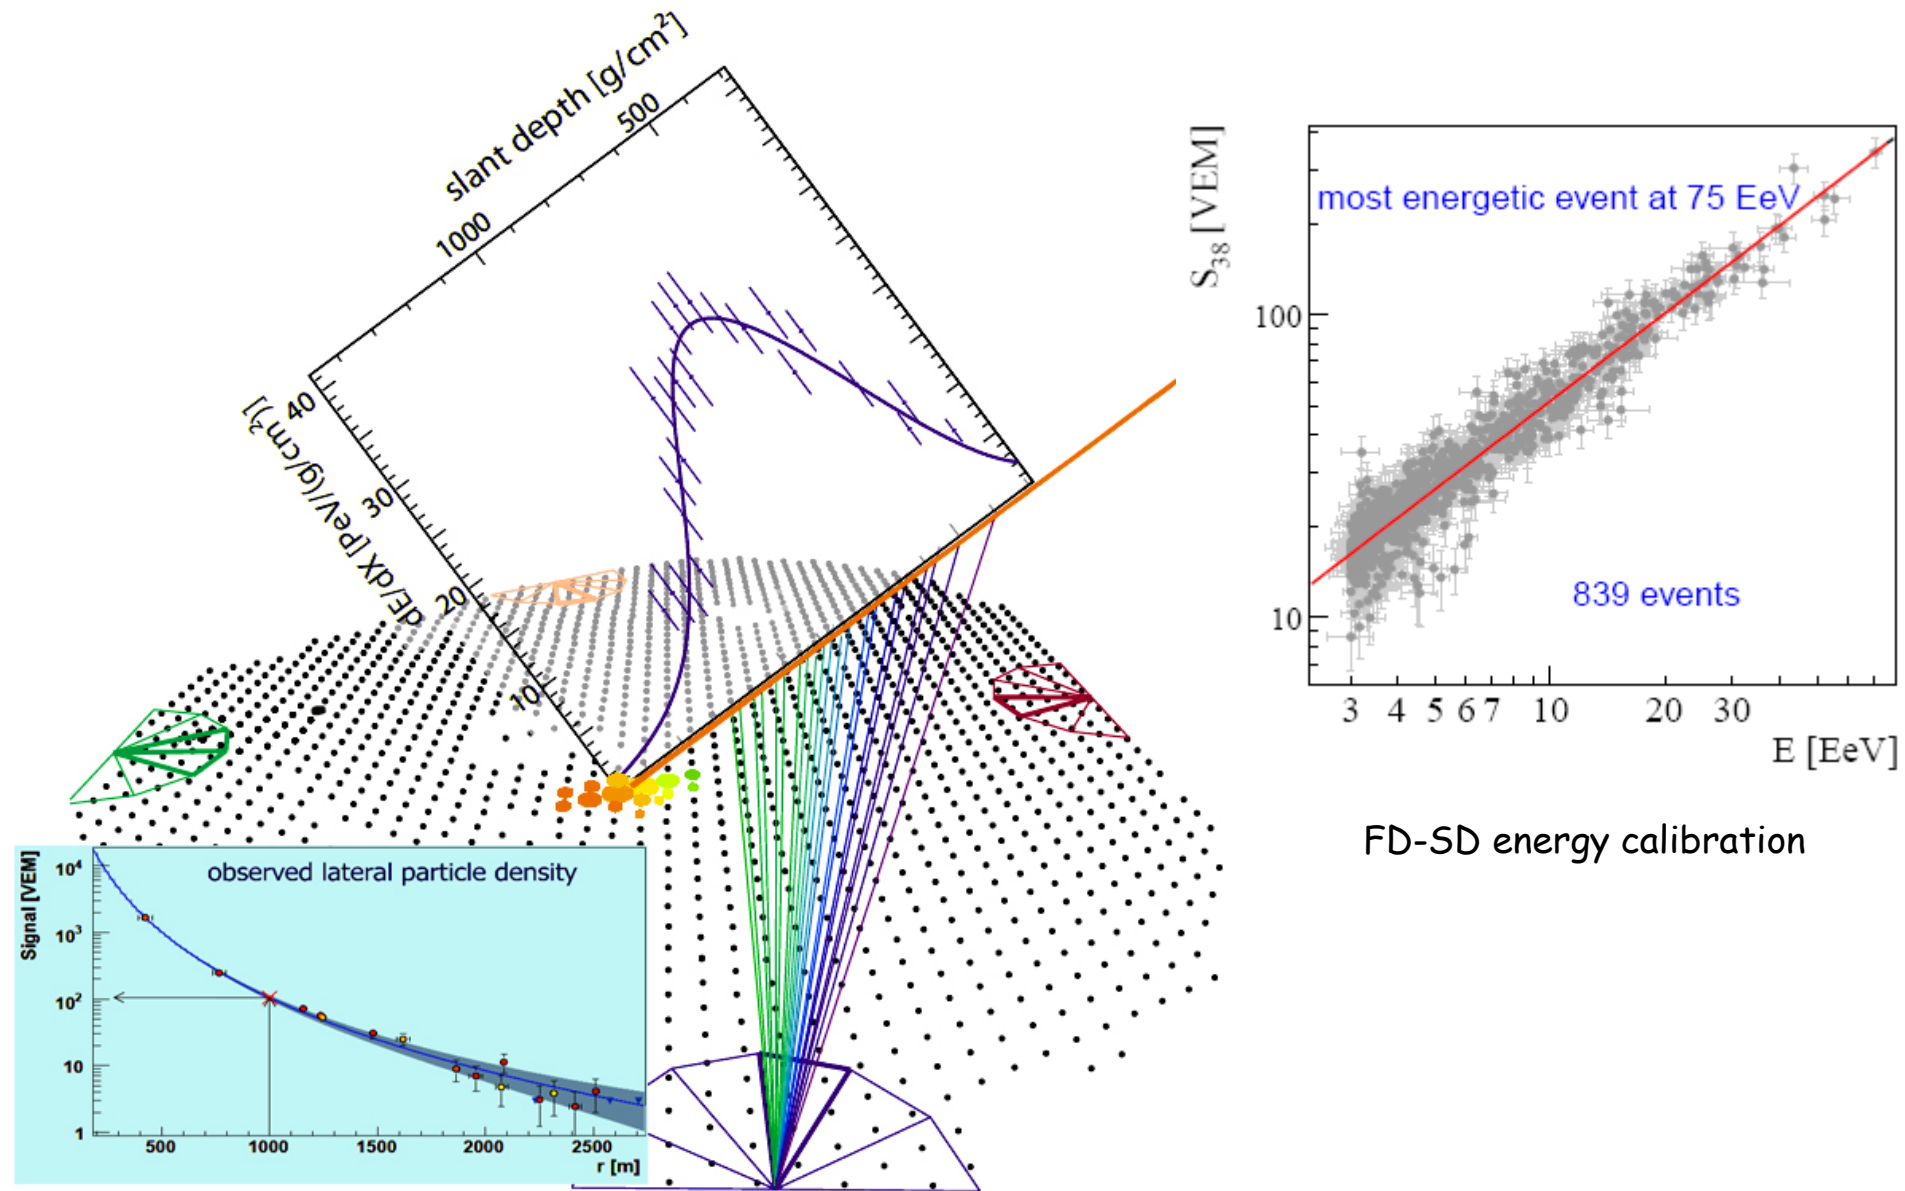 slant depth [g/cm²]
500
1000
40
30
20
10
dE/dX [PeV/(g/cm²)]
S₃₈ [VEM]
most energetic event at 75 EeV
100
839 events
10
3 4 5 6 7 10 20 30
E [EeV]
FD-SD energy calibration
observed lateral particle density
Signal [VEM]
10⁴
10³
10²
10
1
500 1000 1500 2000 2500
r [m]